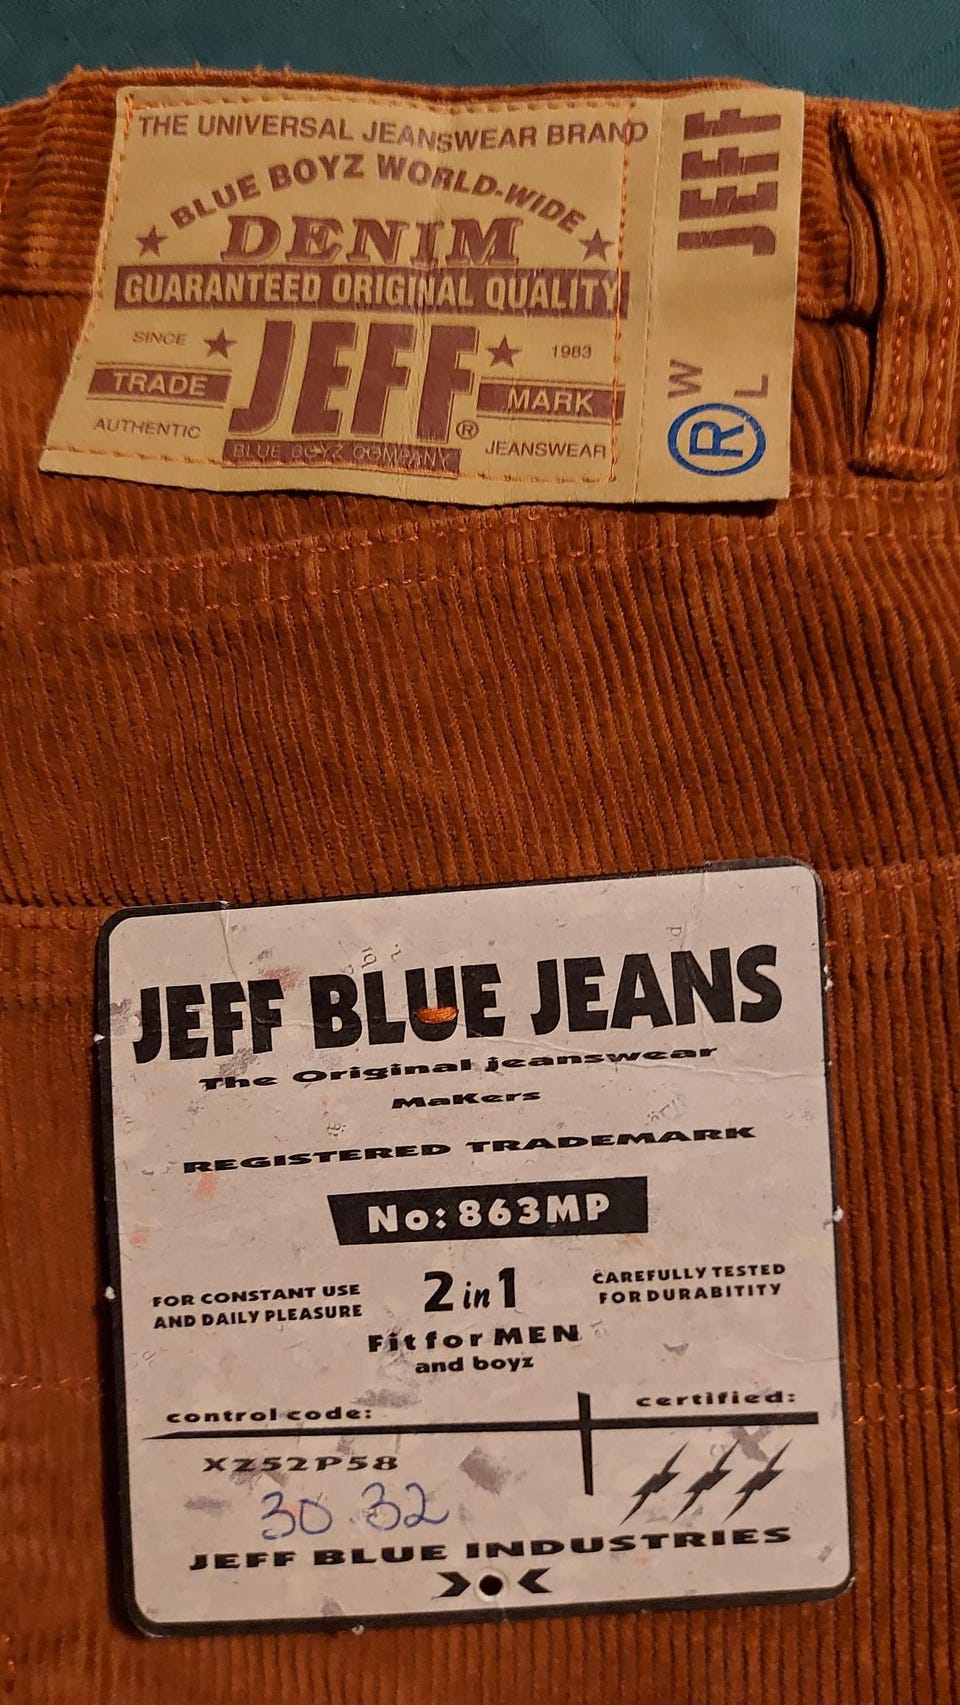 THE UNIVERSAL JEANSWEAR BRAND
BLUE BOYZ WORLD-WIDE
DENIM
GUARANTEED ORIGINAL QUALITY
SINCE 1983
JEFF®
TRADE MARK
AUTHENTIC JEANSWEAR
BLUE BOYZ COMPANY
JEFF
W
L
®
JEFF BLUE JEANS
The Original jeanswear
MaKers
REGISTERED TRADEMARK
No:863MP
FOR CONSTANT USE
AND DAILY PLEASURE
2 in 1
CAREFULLY TESTED
FOR DURABITITY
Fit for MEN
and boyz
control code:
certified:
XZ52P58
30 32
JEFF BLUE INDUSTRIES